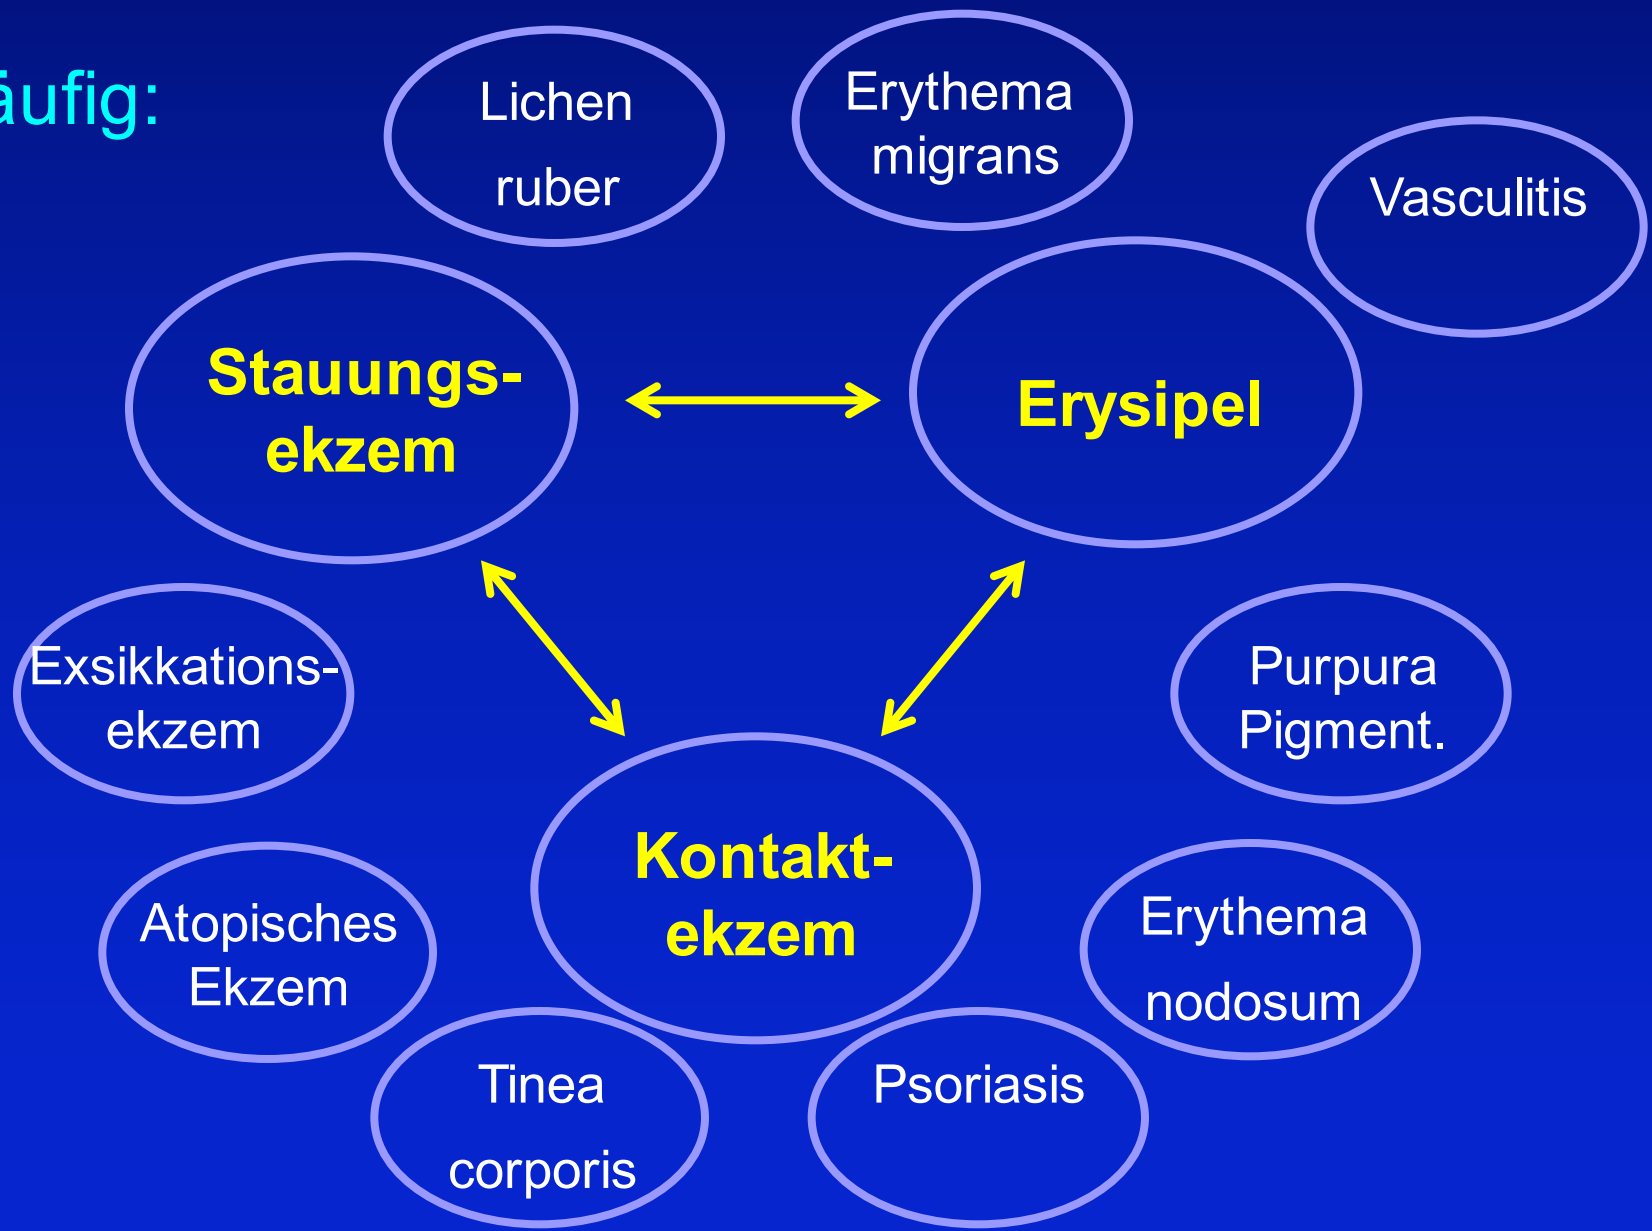 äufig:
Lichen
ruber
Erythema
migrans
Vasculitis
Stauungs-
ekzem
Erysipel
Exsikkations-
ekzem
Purpura
Pigment.
Kontakt-
ekzem
Atopisches
Ekzem
Erythema
nodosum
Tinea
corporis
Psoriasis